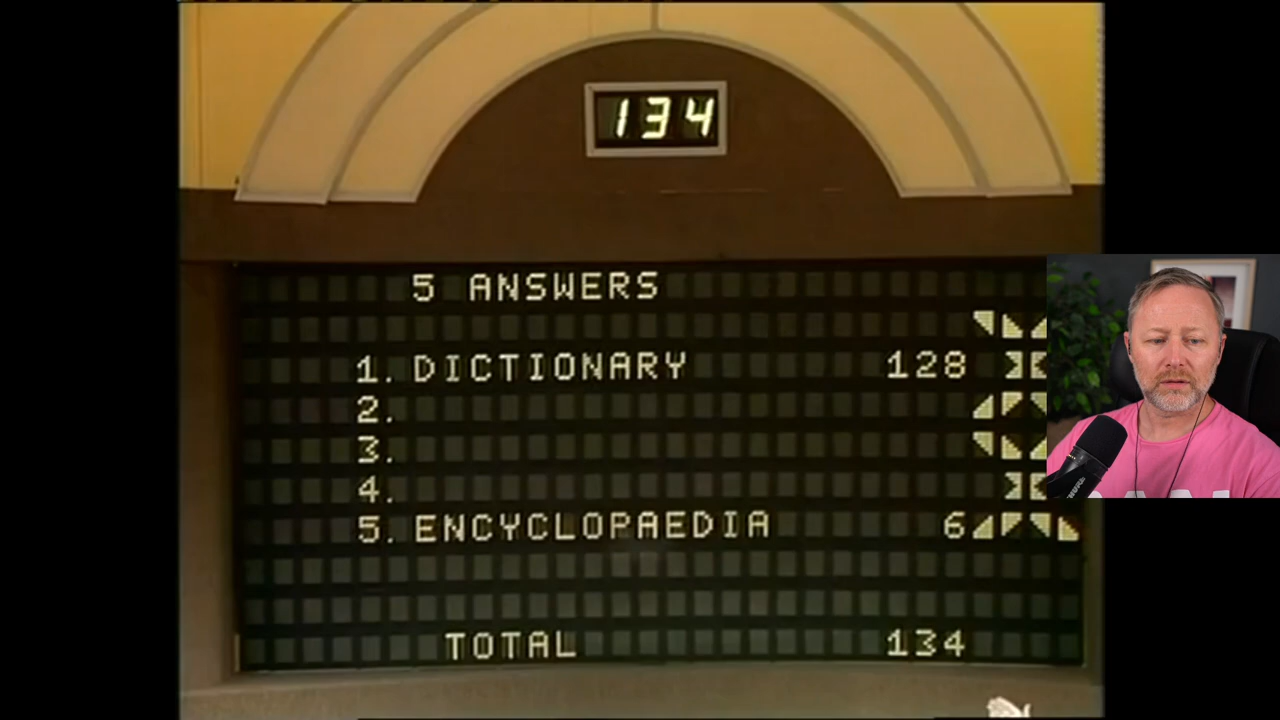 134
5 ANSWERS
1. DICTIONARY 128
2.
3.
4.
5. ENCYCLOPAEDIA 6
TOTAL 134